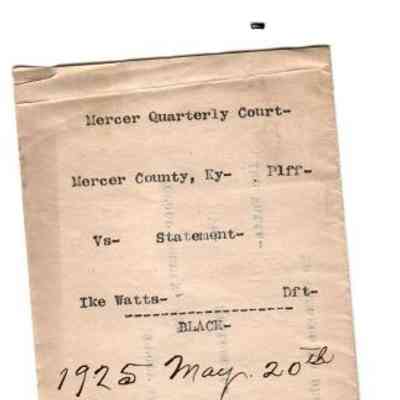 Mercer Quarterly Court-
Mercer County, Ky- Plff-
Vs- Statement-
Ike Watts- Dft-
BLACK-
1925 May. 20th